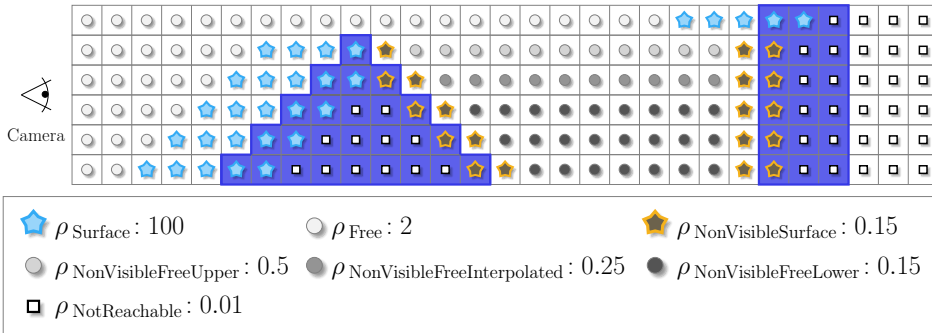 Camera
ρ Surface : 100 ρ Free : 2 ρ NonVisibleSurface : 0.15
ρ NonVisibleFreeUpper : 0.5 ρ NonVisibleFreeInterpolated : 0.25 ρ NonVisibleFreeLower : 0.15
ρ NotReachable : 0.01